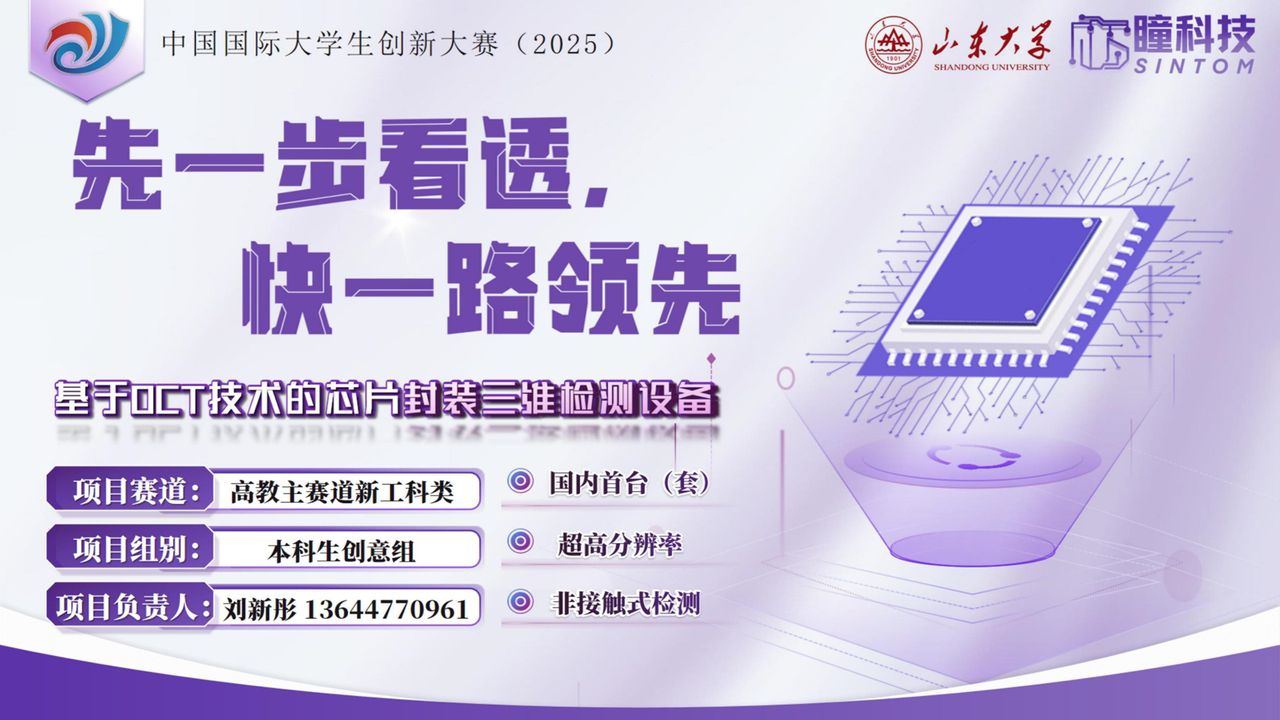 中国国际大学生创新大赛（2025）
山东大学
SHANDONG UNIVERSITY
1901
瞳科技
SINTOM
先一步看透，
快一路领先
基于OCT技术的芯片封装三维检测设备
项目赛道： 高教主赛道新工科类
项目组别： 本科生创意组
项目负责人： 刘新彤 13644770961
国内首台（套）
超高分辨率
非接触式检测